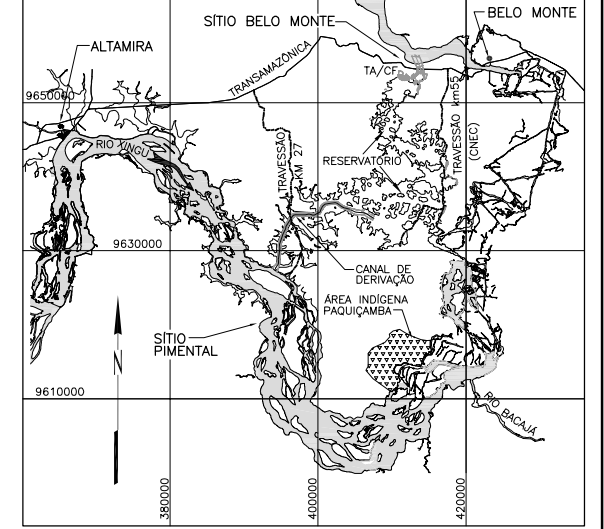 SÍTIO BELO MONTE
BELO MONTE
ALTAMIRA
TRANSAMAZÔNICA
TA/CF
9650000
TRAVESSÃO km55
(CNEC)
RIO XINGU
TRAVESSÃO
KM 27
RESERVATÓRIO
9630000
CANAL DE
DERIVAÇÃO
ÁREA INDÍGENA
PAQUIÇAMBA
SÍTIO
PIMENTAL
N
9610000
RIO BACAJÁ
380000
400000
420000